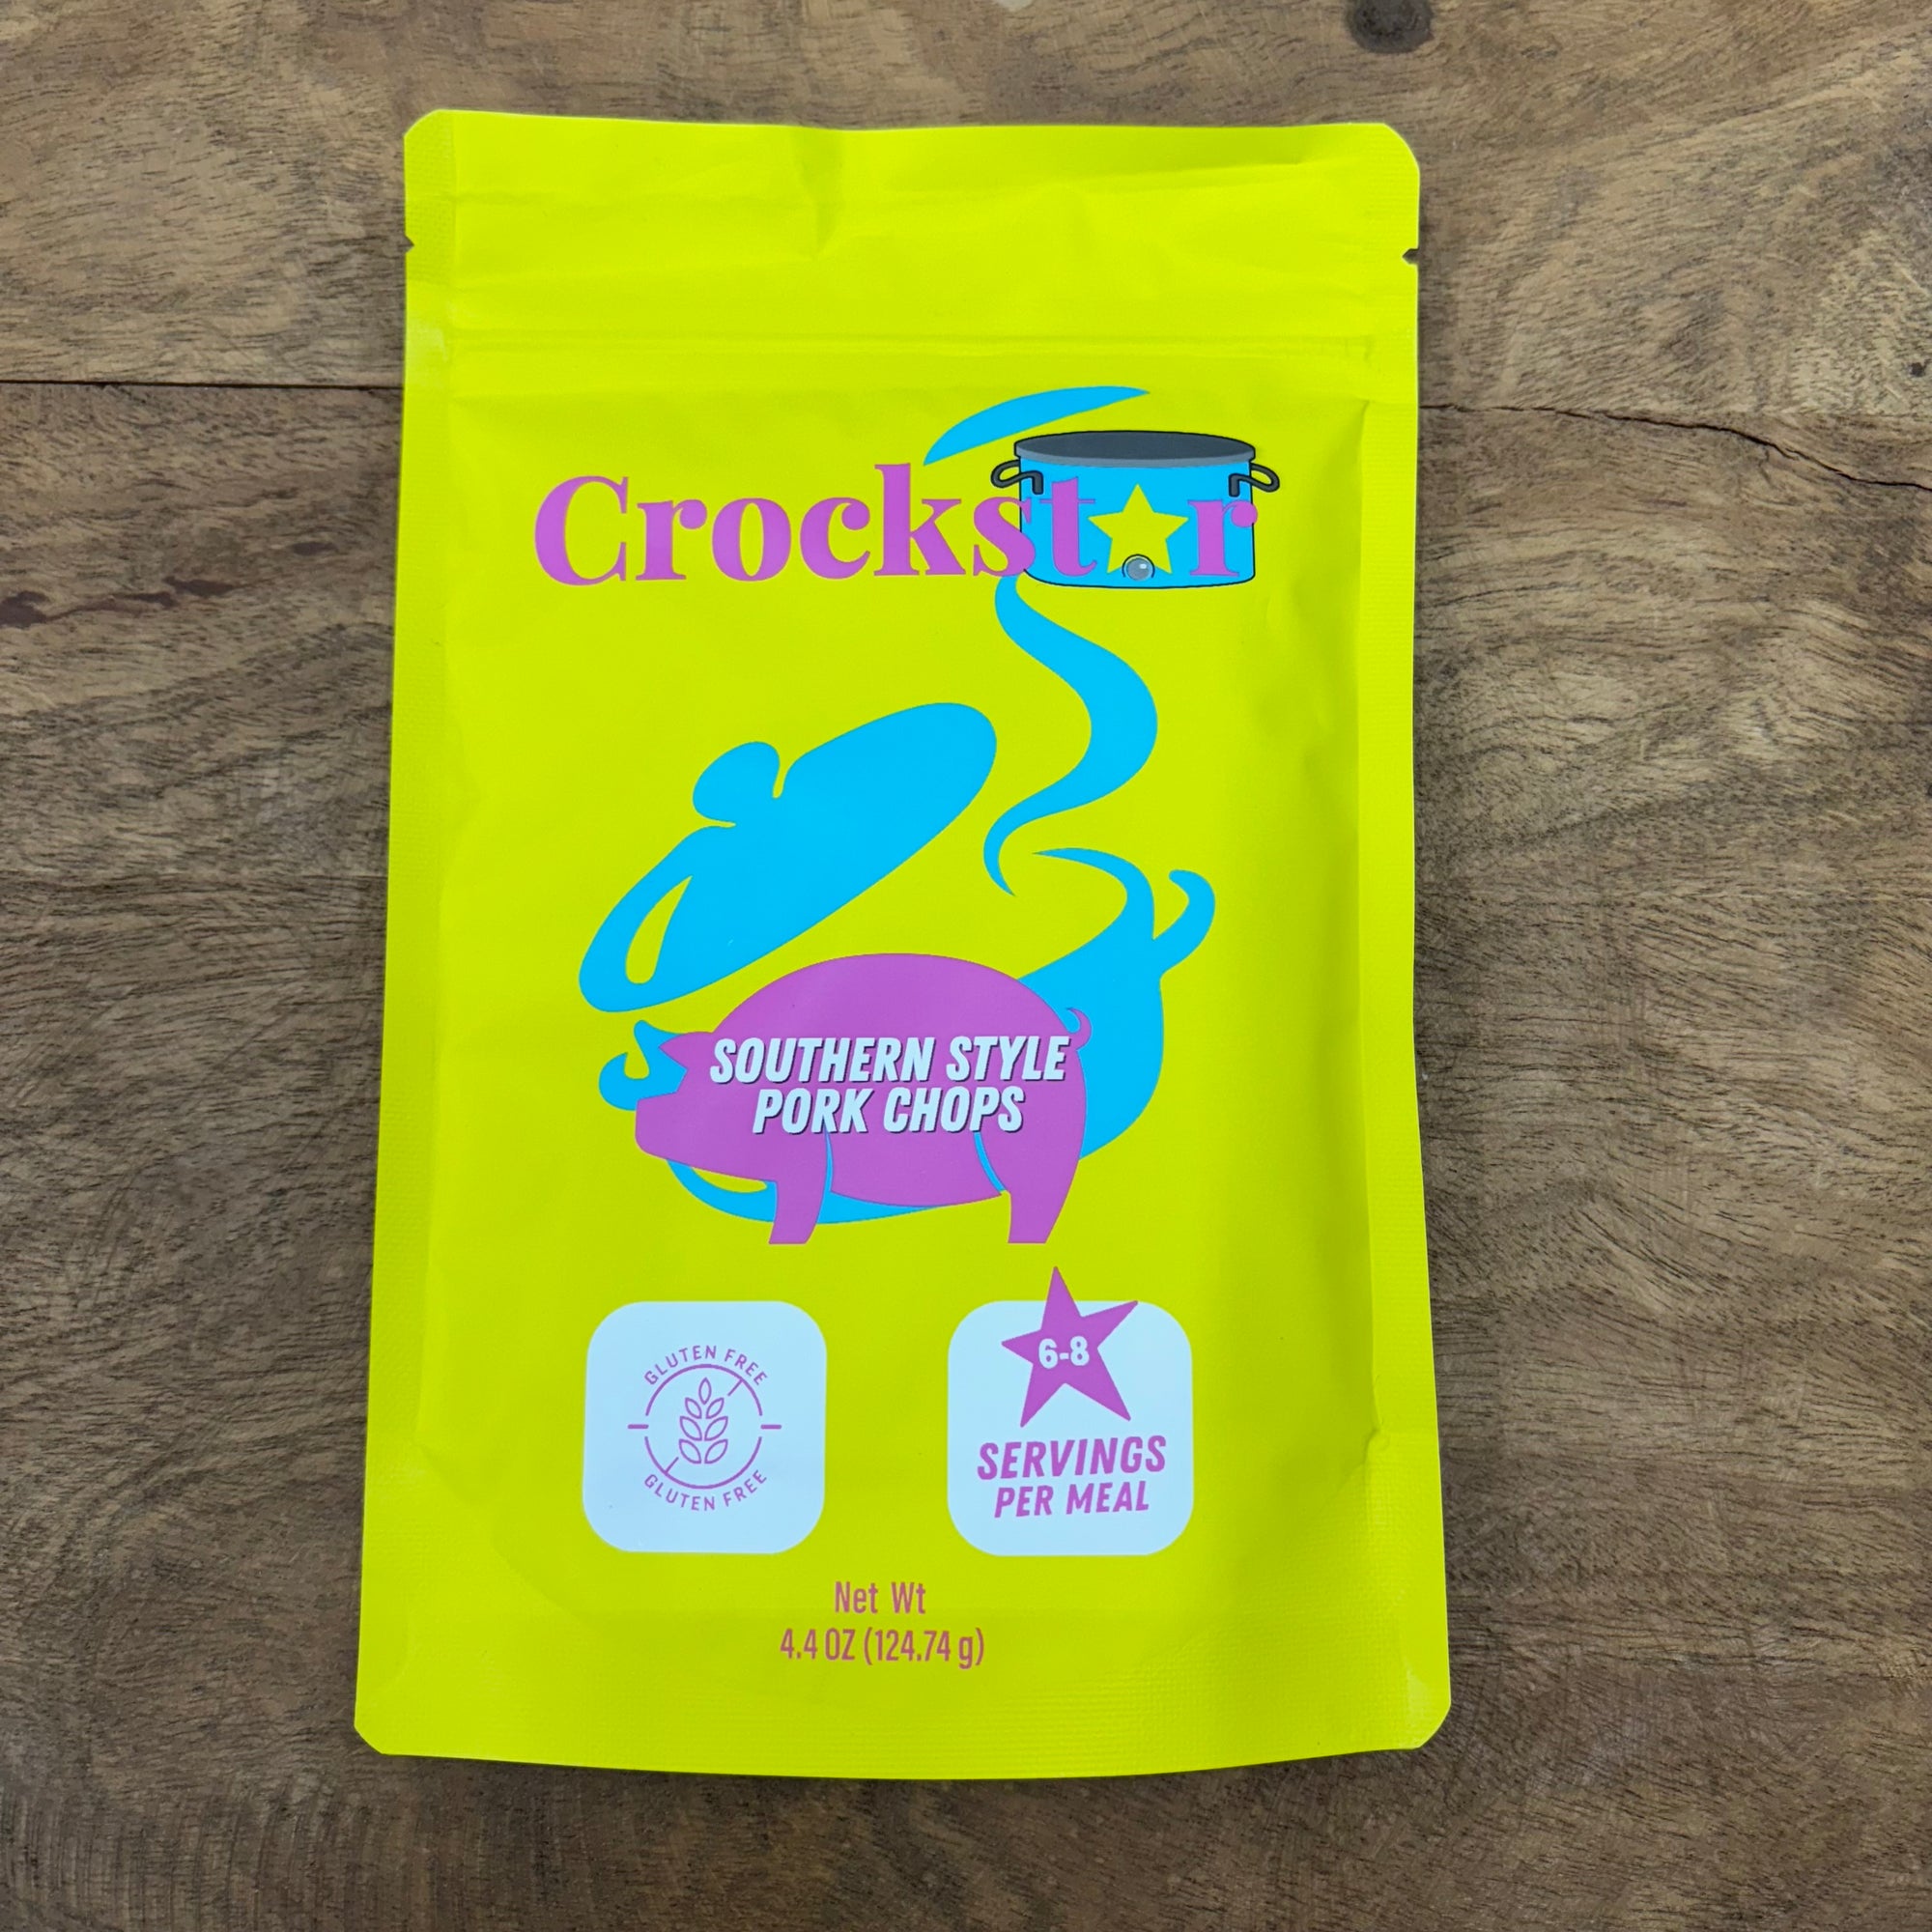 Crockstar
SOUTHERN STYLE
PORK CHOPS
GLUTEN FREE
GLUTEN FREE
6-8
SERVINGS
PER MEAL
Net Wt
4.4 OZ (124.74 g)